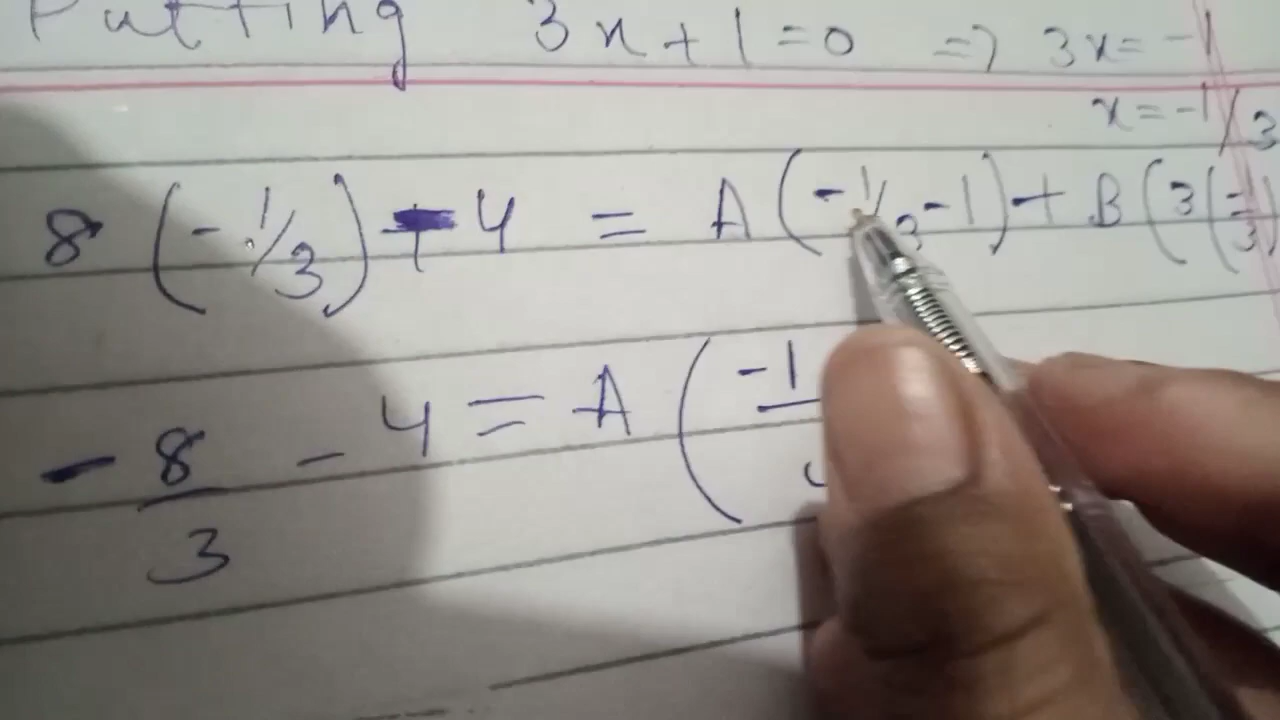 Putting 3x+1=0 => 3x=-1
x=-1/3
8(-1/3)-4 = A(-1/3-1)+B(3(-1/3)
-8/3 - 4 = A(-1